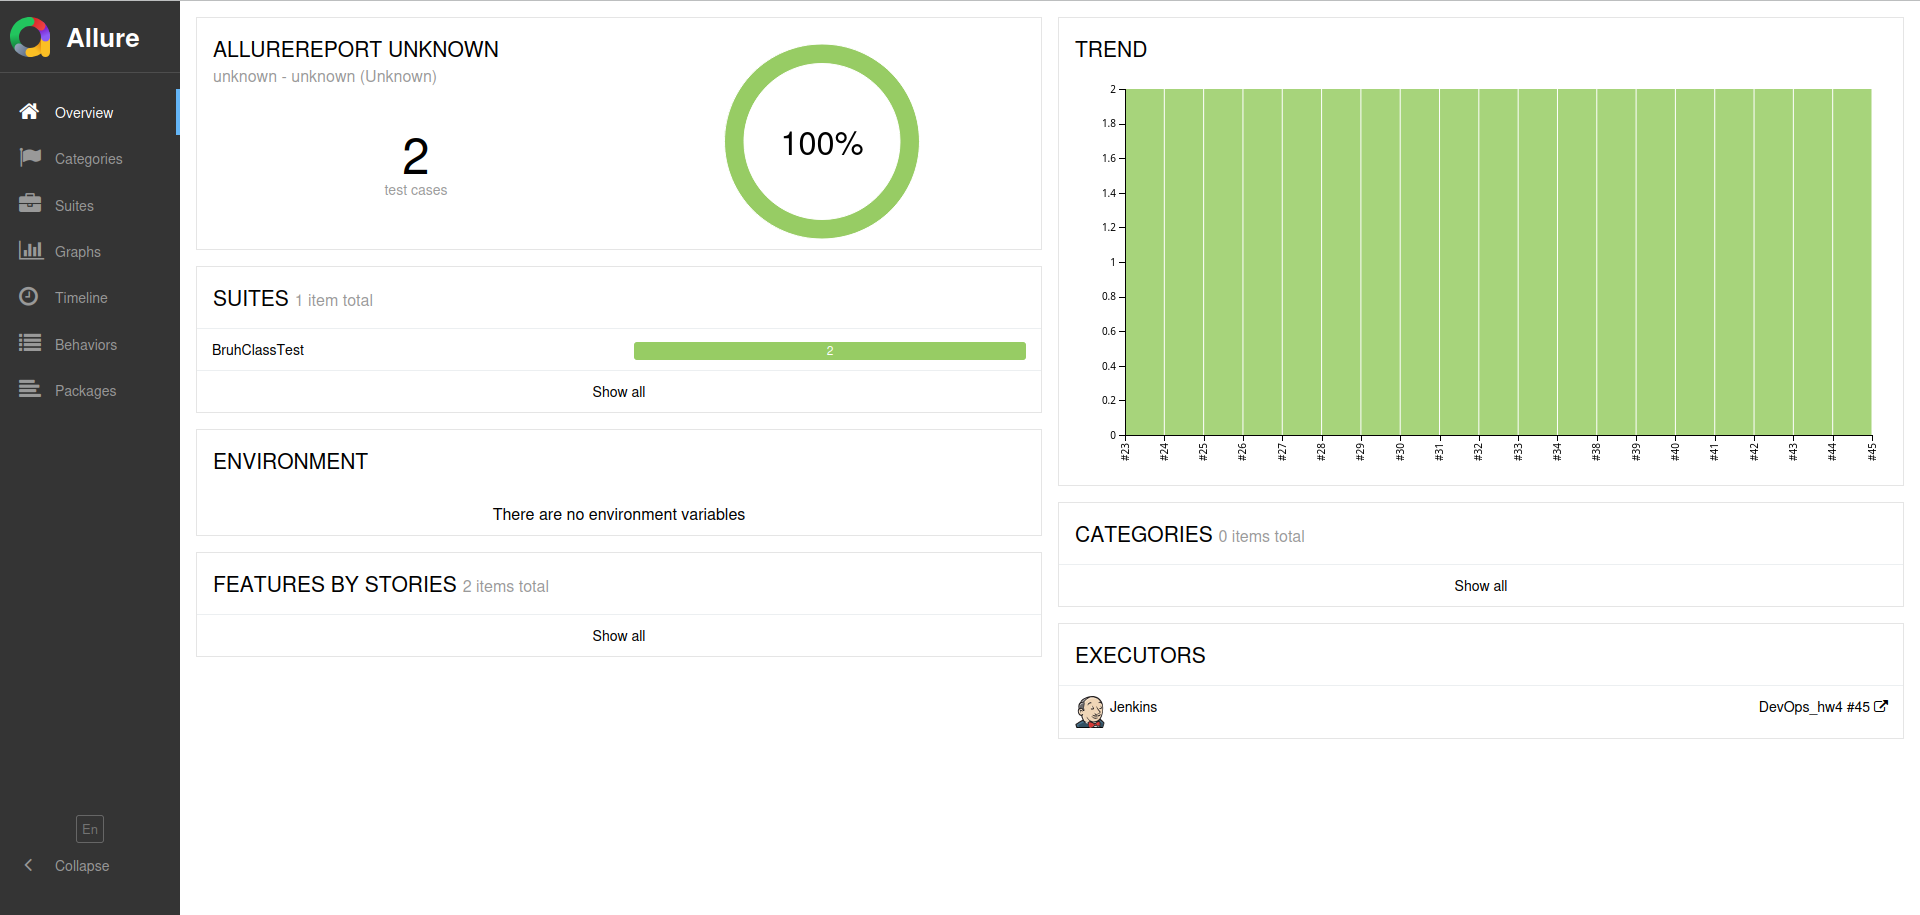 Allure
Overview
Categories
Suites
Graphs
Timeline
Behaviors
Packages
En
Collapse
ALLUREREPORT UNKNOWN
unknown - unknown (Unknown)
2
test cases
100%
SUITES 1 item total
BruhClassTest 2
Show all
ENVIRONMENT
There are no environment variables
FEATURES BY STORIES 2 items total
Show all
TREND
2
1.8
1.6
1.4
1.2
1
0.8
0.6
0.4
0.2
0
#23 #24 #25 #26 #27 #28 #29 #30 #31 #32 #33 #34 #38 #39 #40 #41 #42 #43 #44 #45
CATEGORIES 0 items total
Show all
EXECUTORS
Jenkins DevOps_hw4 #45